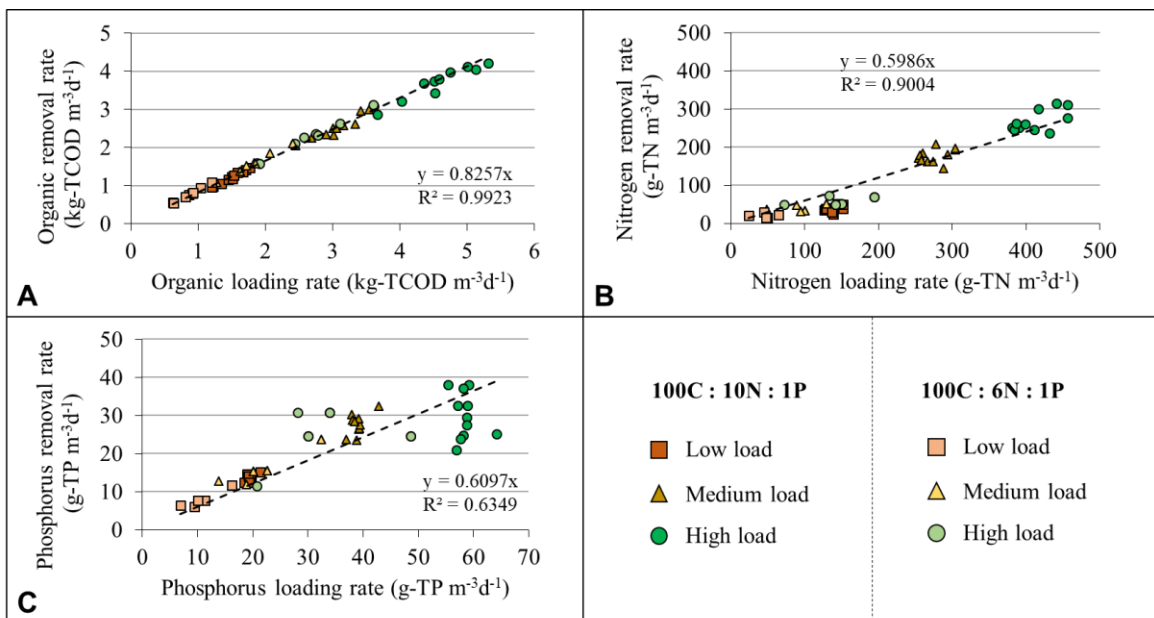 Organic removal rate
(kg-TCOD m⁻³d⁻¹)
5
4
3
2
1
0
y = 0.8257x
R² = 0.9923
0 1 2 3 4 5 6
Organic loading rate (kg-TCOD m⁻³d⁻¹)
A
Nitrogen removal rate
(g-TN m⁻³d⁻¹)
500
400
300
200
100
0
y = 0.5986x
R² = 0.9004
0 100 200 300 400 500
Nitrogen loading rate (g-TN m⁻³d⁻¹)
B
Phosphorus removal rate
(g-TP m⁻³d⁻¹)
50
40
30
20
10
0
y = 0.6097x
R² = 0.6349
0 10 20 30 40 50 60 70
Phosphorus loading rate (g-TP m⁻³d⁻¹)
C
100C : 10N : 1P
Low load
Medium load
High load
100C : 6N : 1P
Low load
Medium load
High load